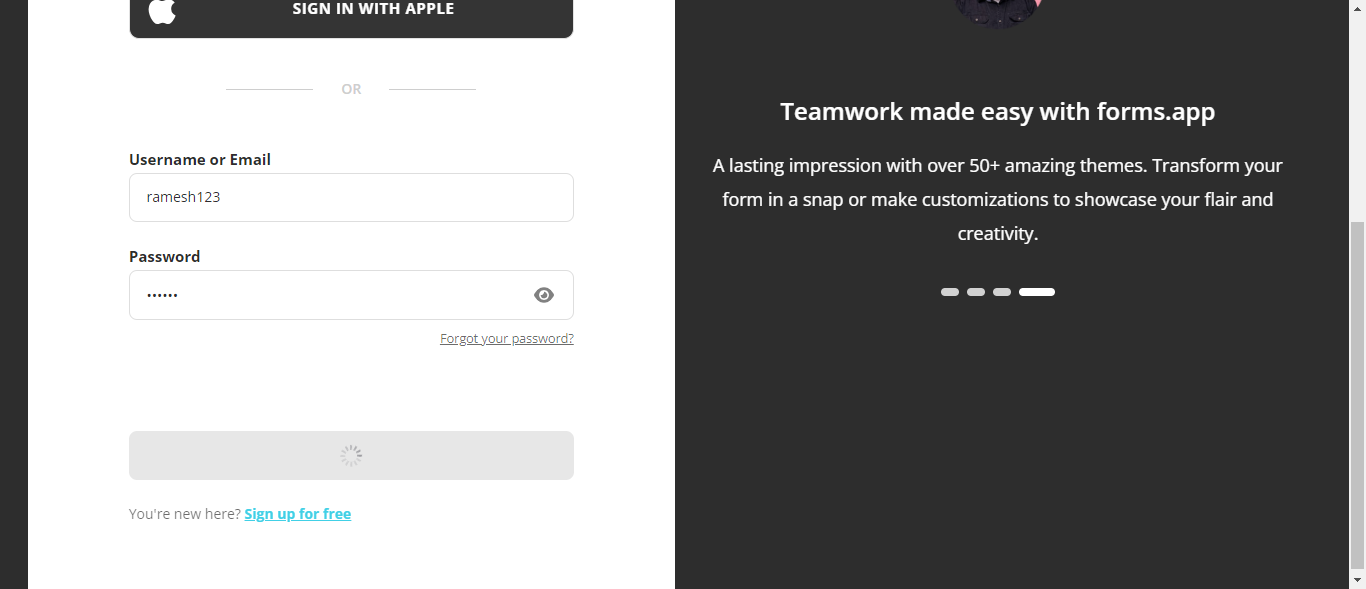 SIGN IN WITH APPLE
OR
Username or Email
ramesh123
Password
••••••
Forgot your password?
You're new here? Sign up for free
Teamwork made easy with forms.app
A lasting impression with over 50+ amazing themes. Transform your
form in a snap or make customizations to showcase your flair and
creativity.